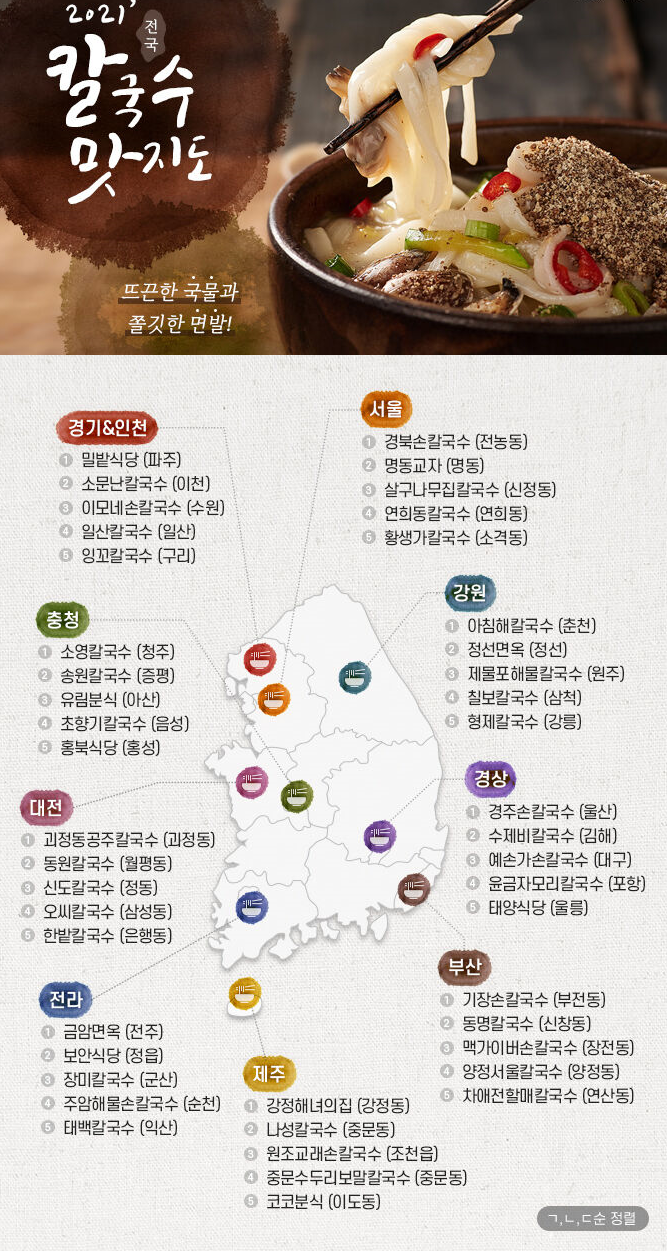 2021'
전국
칼국수
맛지도
뜨끈한 국물과
쫄깃한 면발!
경기&인천
1 밀밭식당 (파주)
2 소문난칼국수 (이천)
3 이모네손칼국수 (수원)
4 일산칼국수 (일산)
5 잉꼬칼국수 (구리)
서울
1 경북손칼국수 (전농동)
2 명동교자 (명동)
3 살구나무집칼국수 (신정동)
4 연희동칼국수 (연희동)
5 황생가칼국수 (소격동)
충청
1 소영칼국수 (청주)
2 송원칼국수 (증평)
3 유림분식 (아산)
4 초향기칼국수 (음성)
5 홍북식당 (홍성)
강원
1 아침해칼국수 (춘천)
2 정선면옥 (정선)
3 제물포해물칼국수 (원주)
4 칠보칼국수 (삼척)
5 형제칼국수 (강릉)
대전
1 괴정동공주칼국수 (괴정동)
2 동원칼국수 (월평동)
3 신도칼국수 (정동)
4 오씨칼국수 (삼성동)
5 한밭칼국수 (은행동)
경상
1 경주손칼국수 (울산)
2 수제비칼국수 (김해)
3 예손가손칼국수 (대구)
4 윤금자모리칼국수 (포항)
5 태양식당 (울릉)
전라
1 금암면옥 (전주)
2 보안식당 (정읍)
3 장미칼국수 (군산)
4 주암해물손칼국수 (순천)
5 태백칼국수 (익산)
부산
1 기장손칼국수 (부전동)
2 동명칼국수 (신창동)
3 맥가이버손칼국수 (장전동)
4 양정서울칼국수 (양정동)
5 차애전할매칼국수 (연산동)
제주
1 강정해녀의집 (강정동)
2 나성칼국수 (중문동)
3 원조교래손칼국수 (조천읍)
4 중문수두리보말칼국수 (중문동)
5 코코분식 (이도동)
ㄱ,ㄴ,ㄷ순 정렬